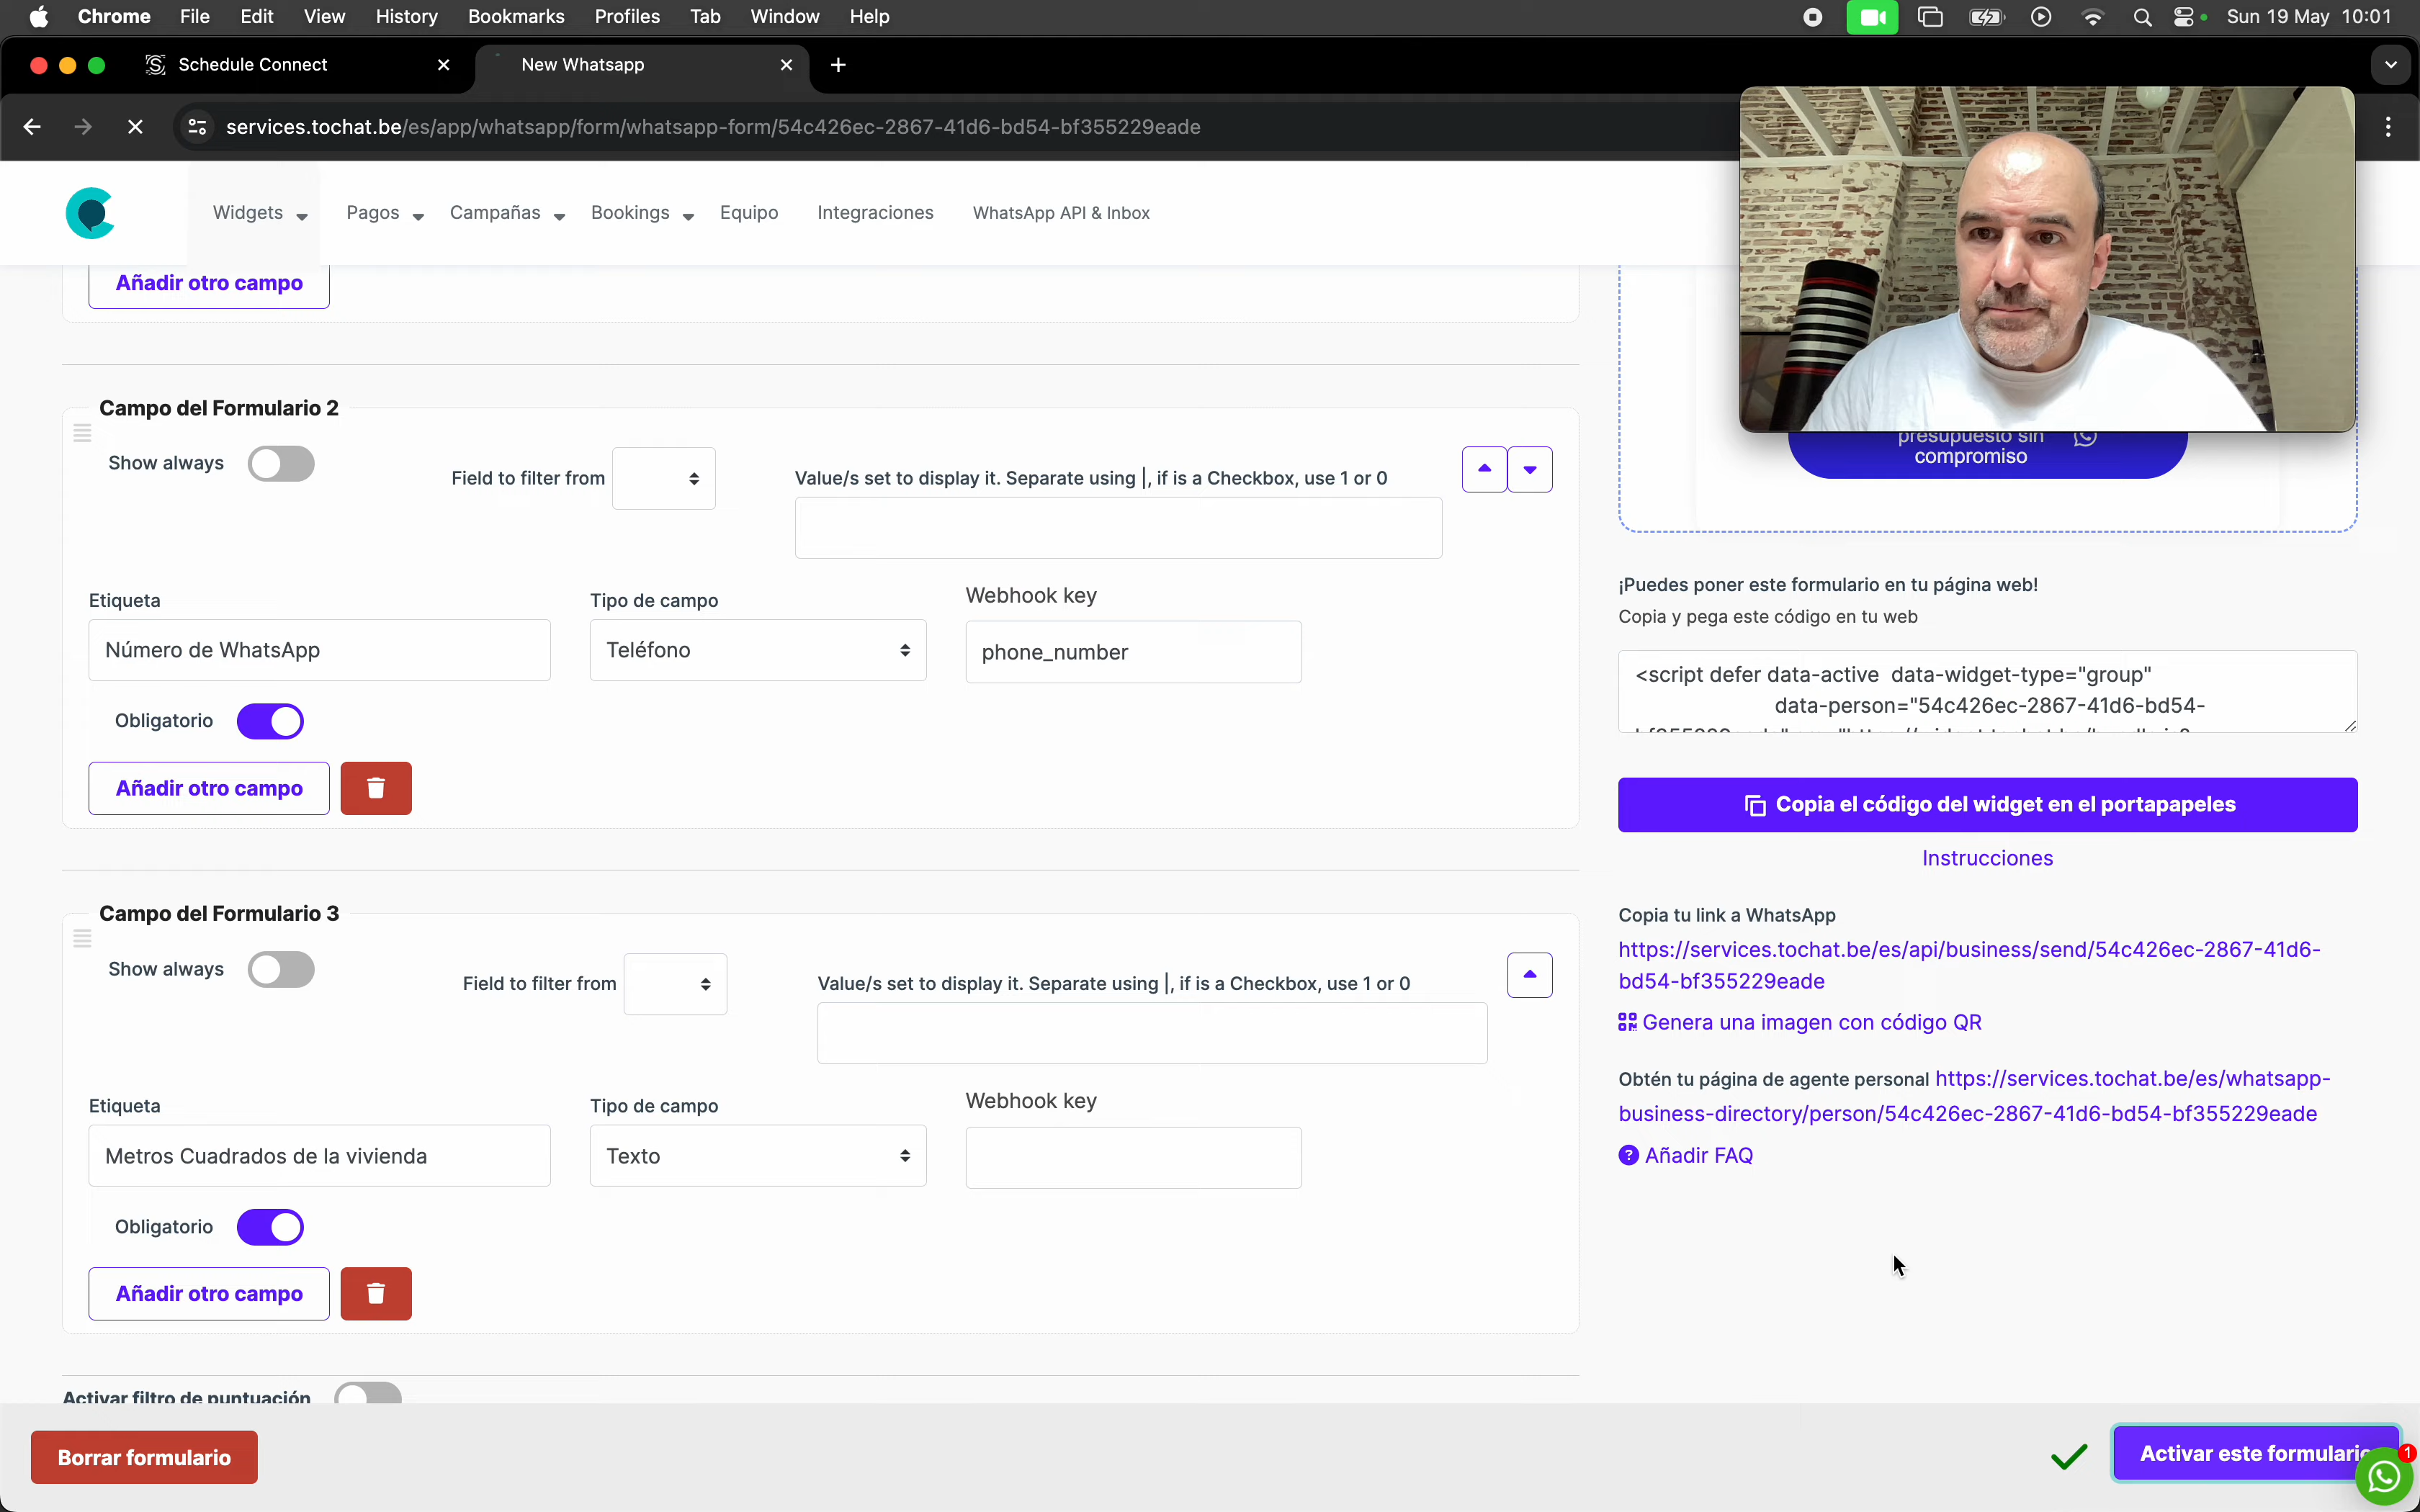 Chrome File Edit View History Bookmarks Profiles Tab Window Help Sun 19 May 10:01
Schedule Connect New Whatsapp
services.tochat.be/es/app/whatsapp/form/whatsapp-form/54c426ec-2867-41d6-bd54-bf355229eade
Widgets Pagos Campañas Bookings Equipo Integraciones WhatsApp API & Inbox
Añadir otro campo
Campo del Formulario 2
Show always
Field to filter from
Value/s set to display it. Separate using |, if is a Checkbox, use 1 or 0
Etiqueta
Tipo de campo
Webhook key
Número de WhatsApp
Teléfono
phone_number
Obligatorio
Añadir otro campo
Campo del Formulario 3
Show always
Field to filter from
Value/s set to display it. Separate using |, if is a Checkbox, use 1 or 0
Etiqueta
Tipo de campo
Webhook key
Metros Cuadrados de la vivienda
Texto
Obligatorio
Añadir otro campo
Activar filtro de puntuación
Borrar formulario
presupuesto sin
compromiso
¡Puedes poner este formulario en tu página web!
Copia y pega este código en tu web
<script defer data-active data-widget-type="group"
data-person="54c426ec-2867-41d6-bd54-
Copia el código del widget en el portapapeles
Instrucciones
Copia tu link a WhatsApp
https://services.tochat.be/es/api/business/send/54c426ec-2867-41d6-
bd54-bf355229eade
Genera una imagen con código QR
Obtén tu página de agente personal https://services.tochat.be/es/whatsapp-
business-directory/person/54c426ec-2867-41d6-bd54-bf355229eade
? Añadir FAQ
Activar este formulario
1